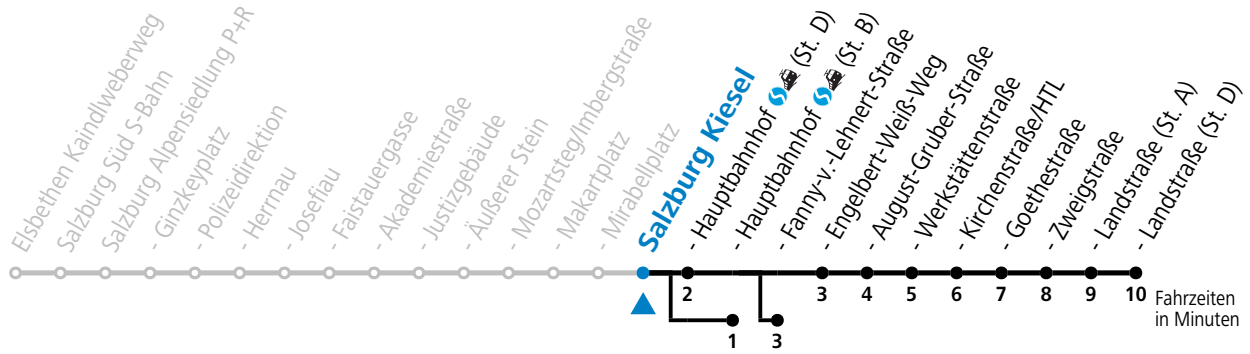 Elsbethen Kaindlweberweg
Salzburg Süd S-Bahn
Salzburg Alpensiedlung P+R
- Ginzkeyplatz
- Polizeidirektion
- Herrnau
- Josefiau
- Faistauergasse
- Akademiestraße
- Justizgebäude
- Äußerer Stein
- Mozartsteg/Imbergstraße
- Makartplatz
- Mirabellplatz
Salzburg Kiesel
- Hauptbahnhof (St. D)
- Hauptbahnhof (St. B)
- Fanny-v.-Lehnert-Straße
- Engelbert-Weiß-Weg
- August-Gruber-Straße
- Werkstättenstraße
- Kirchenstraße/HTL
- Goethestraße
- Zweigstraße
- Landstraße (St. A)
- Landstraße (St. D)
2 3 4 5 6 7 8 9 10
Fahrzeiten
in Minuten
1 3